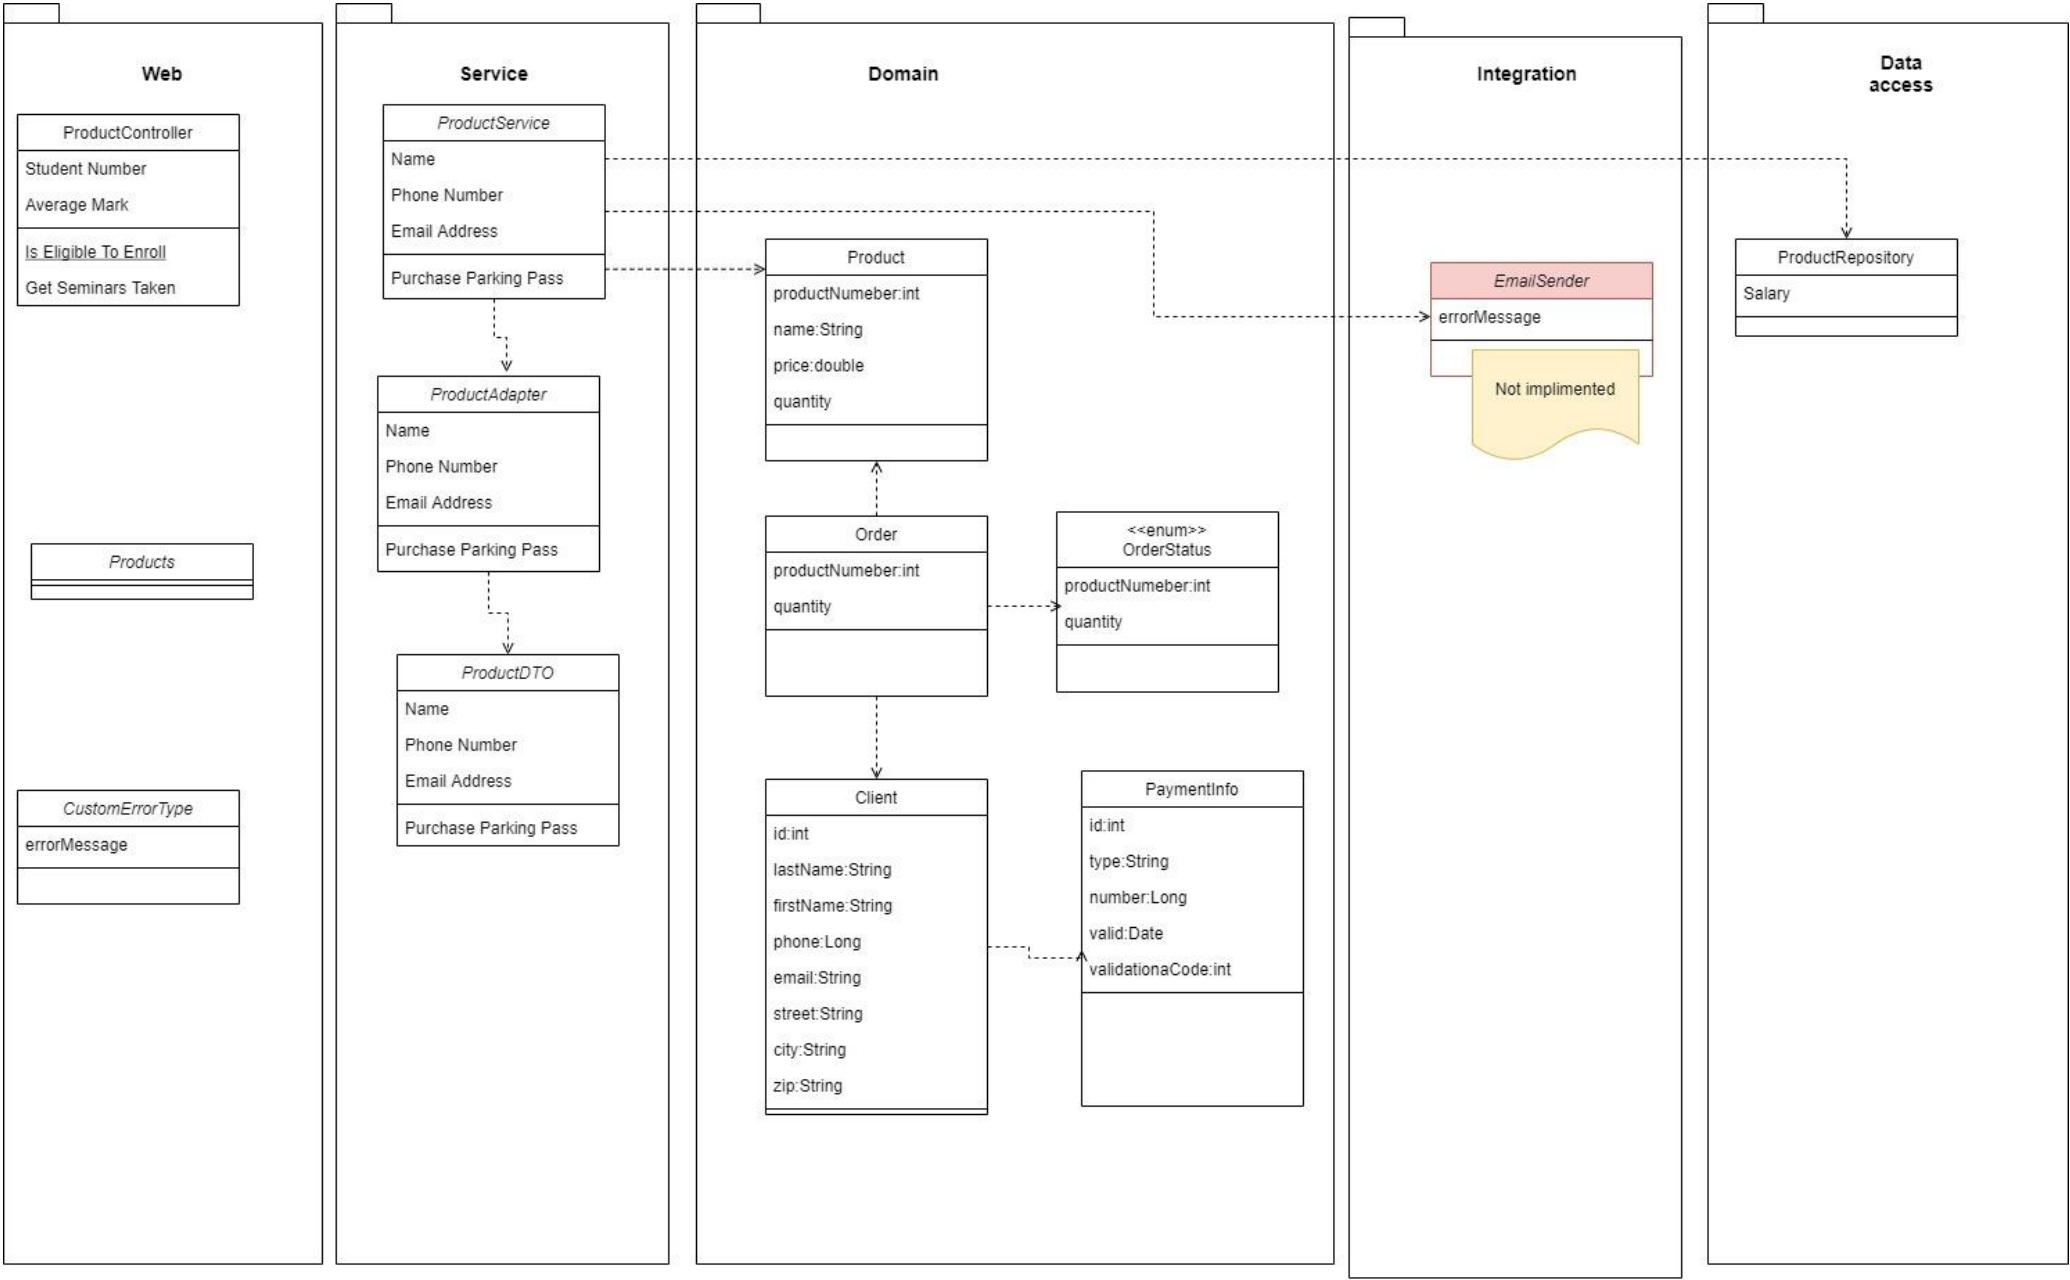 Web
ProductController
Student Number
Average Mark
Is Eligible To Enroll
Get Seminars Taken
Products
CustomErrorType
errorMessage
Service
ProductService
Name
Phone Number
Email Address
Purchase Parking Pass
ProductAdapter
Name
Phone Number
Email Address
Purchase Parking Pass
ProductDTO
Name
Phone Number
Email Address
Purchase Parking Pass
Domain
Product
productNumeber:int
name:String
price:double
quantity
Order
productNumeber:int
quantity
<<enum>>
OrderStatus
productNumeber:int
quantity
Client
id:int
lastName:String
firstName:String
phone:Long
email:String
street:String
city:String
zip:String
PaymentInfo
id:int
type:String
number:Long
valid:Date
validationaCode:int
Integration
EmailSender
errorMessage
Not implimented
Data
access
ProductRepository
Salary